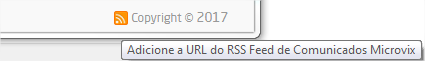 Copyright © 2017
Adicione a URL do RSS Feed de Comunicados Microvix